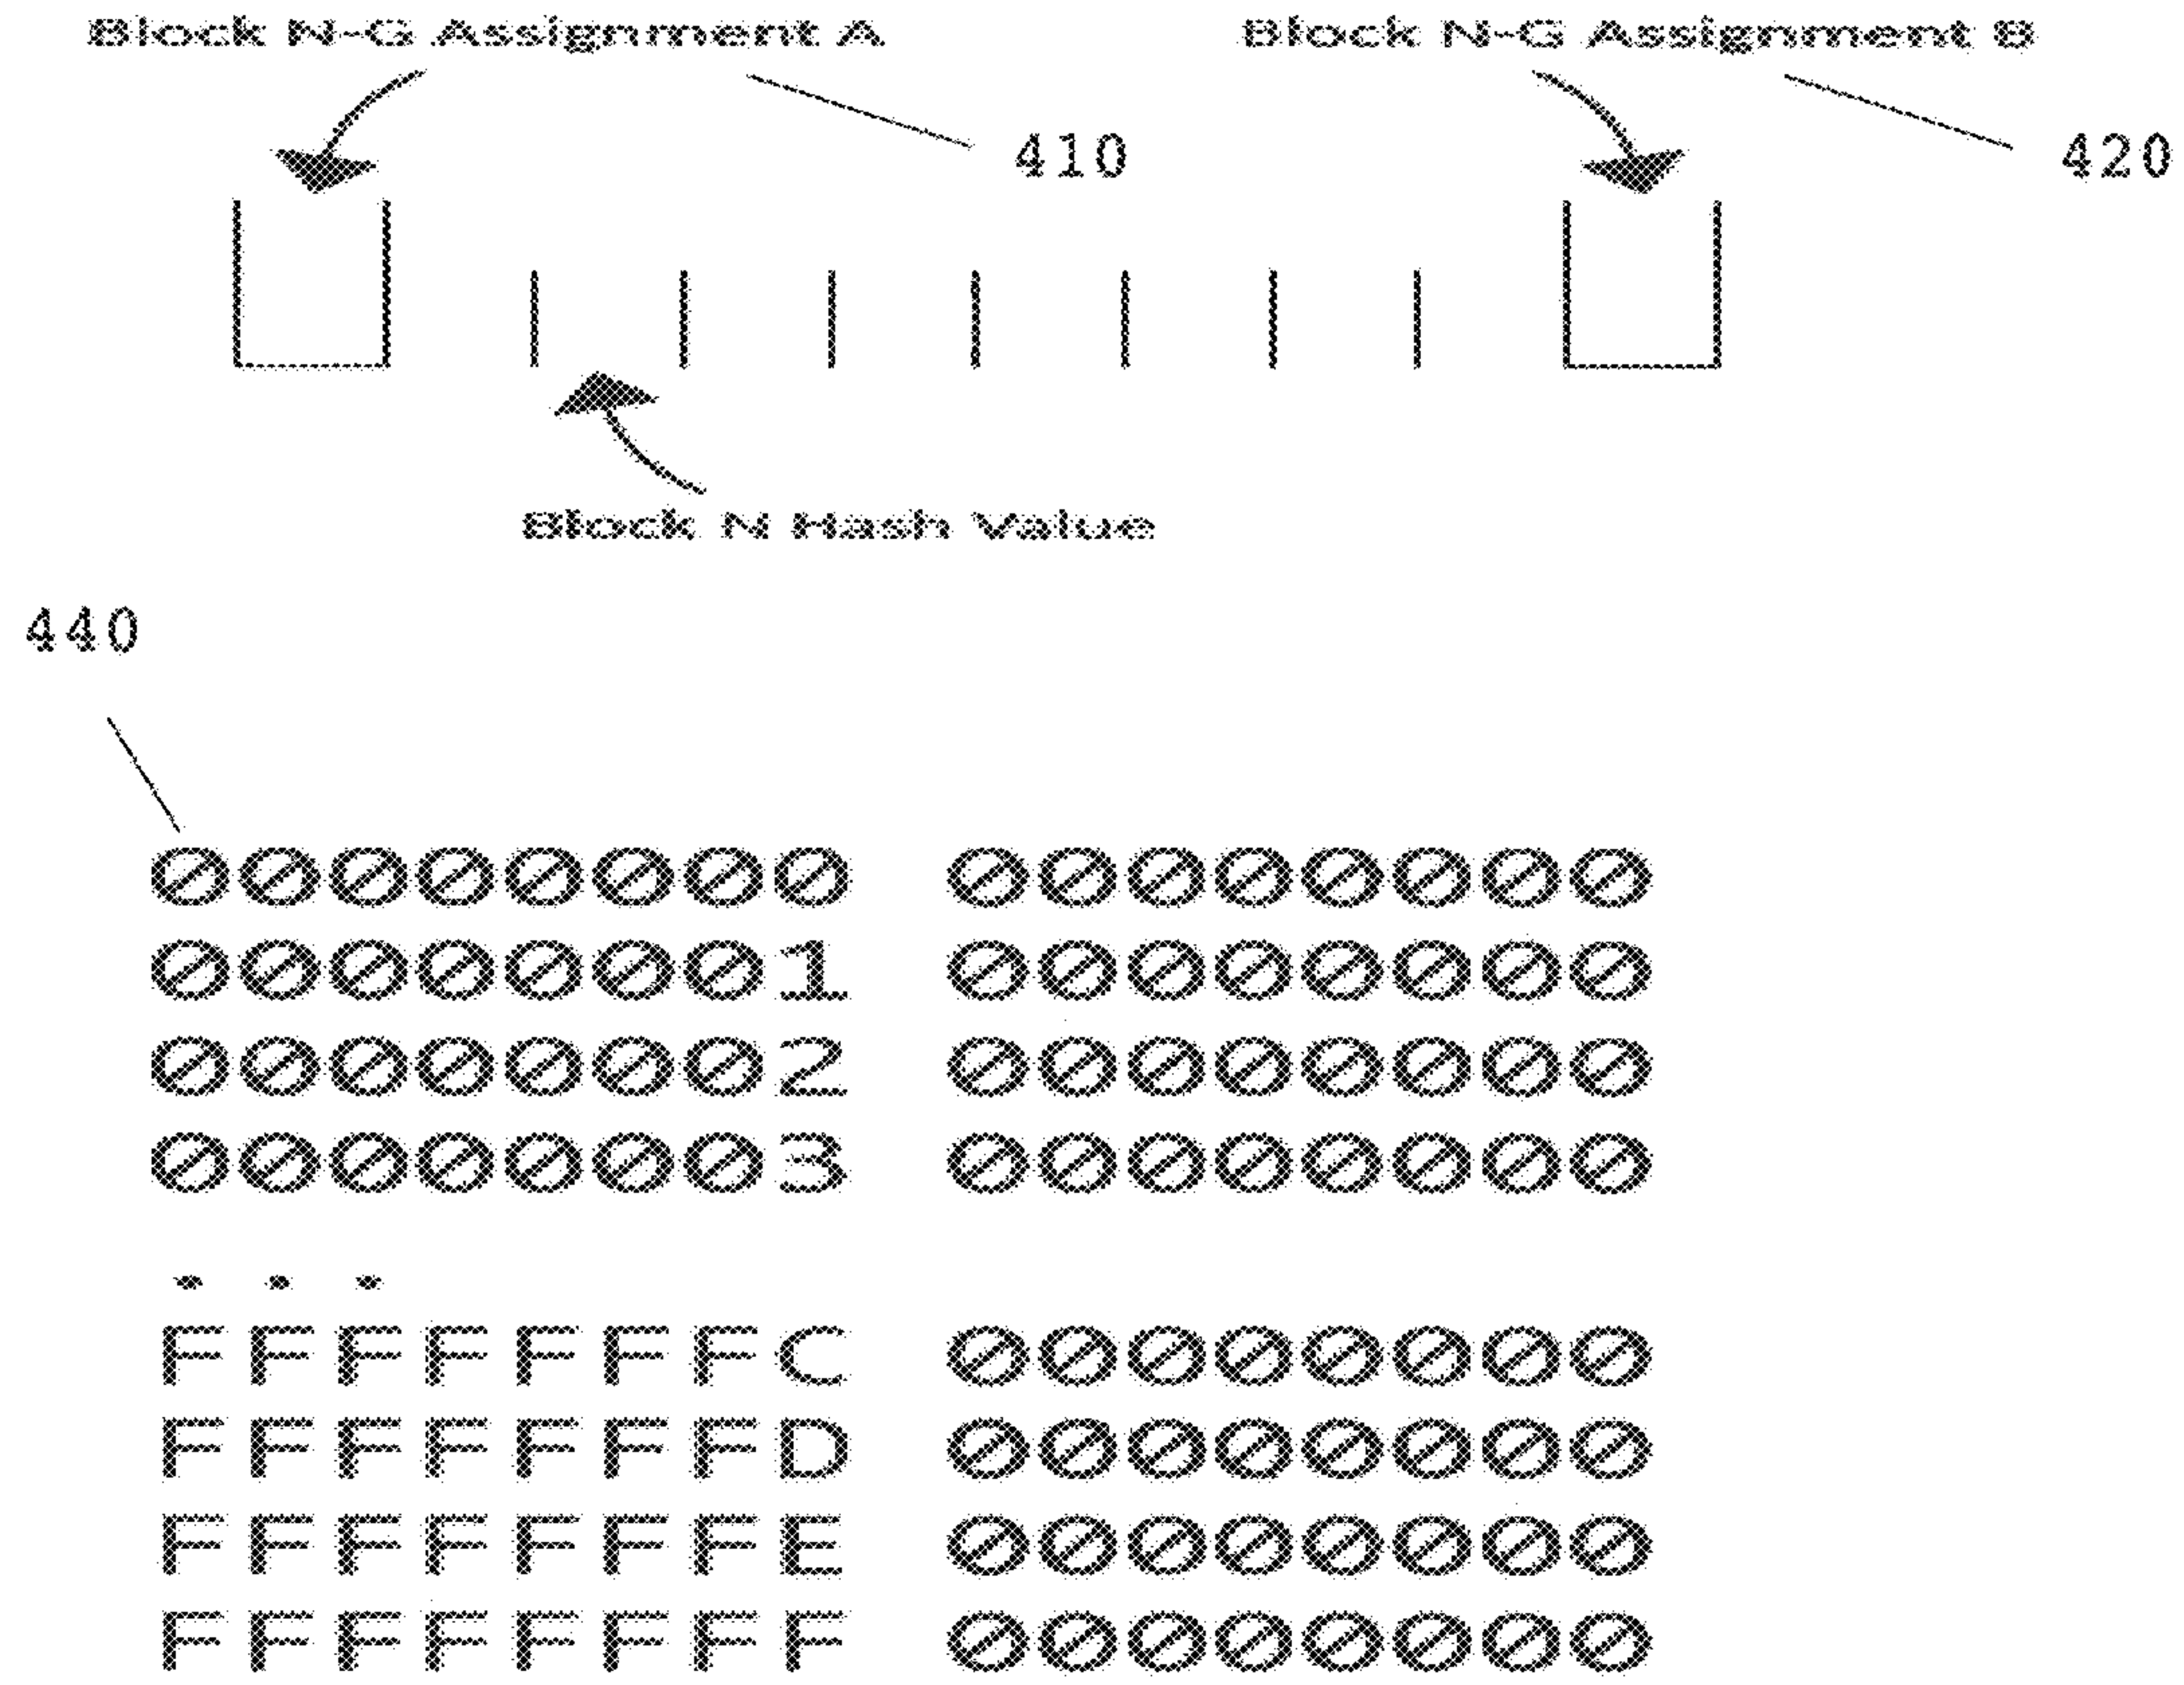 Block N-G Assignment A Block N-G Assignment B
410 420
Block N Hash Value
440
00000000 00000000
00000001 00000000
00000002 00000000
00000003 00000000
. . .
FFFFFFFC 00000000
FFFFFFFD 00000000
FFFFFFFE 00000000
FFFFFFFF 00000000